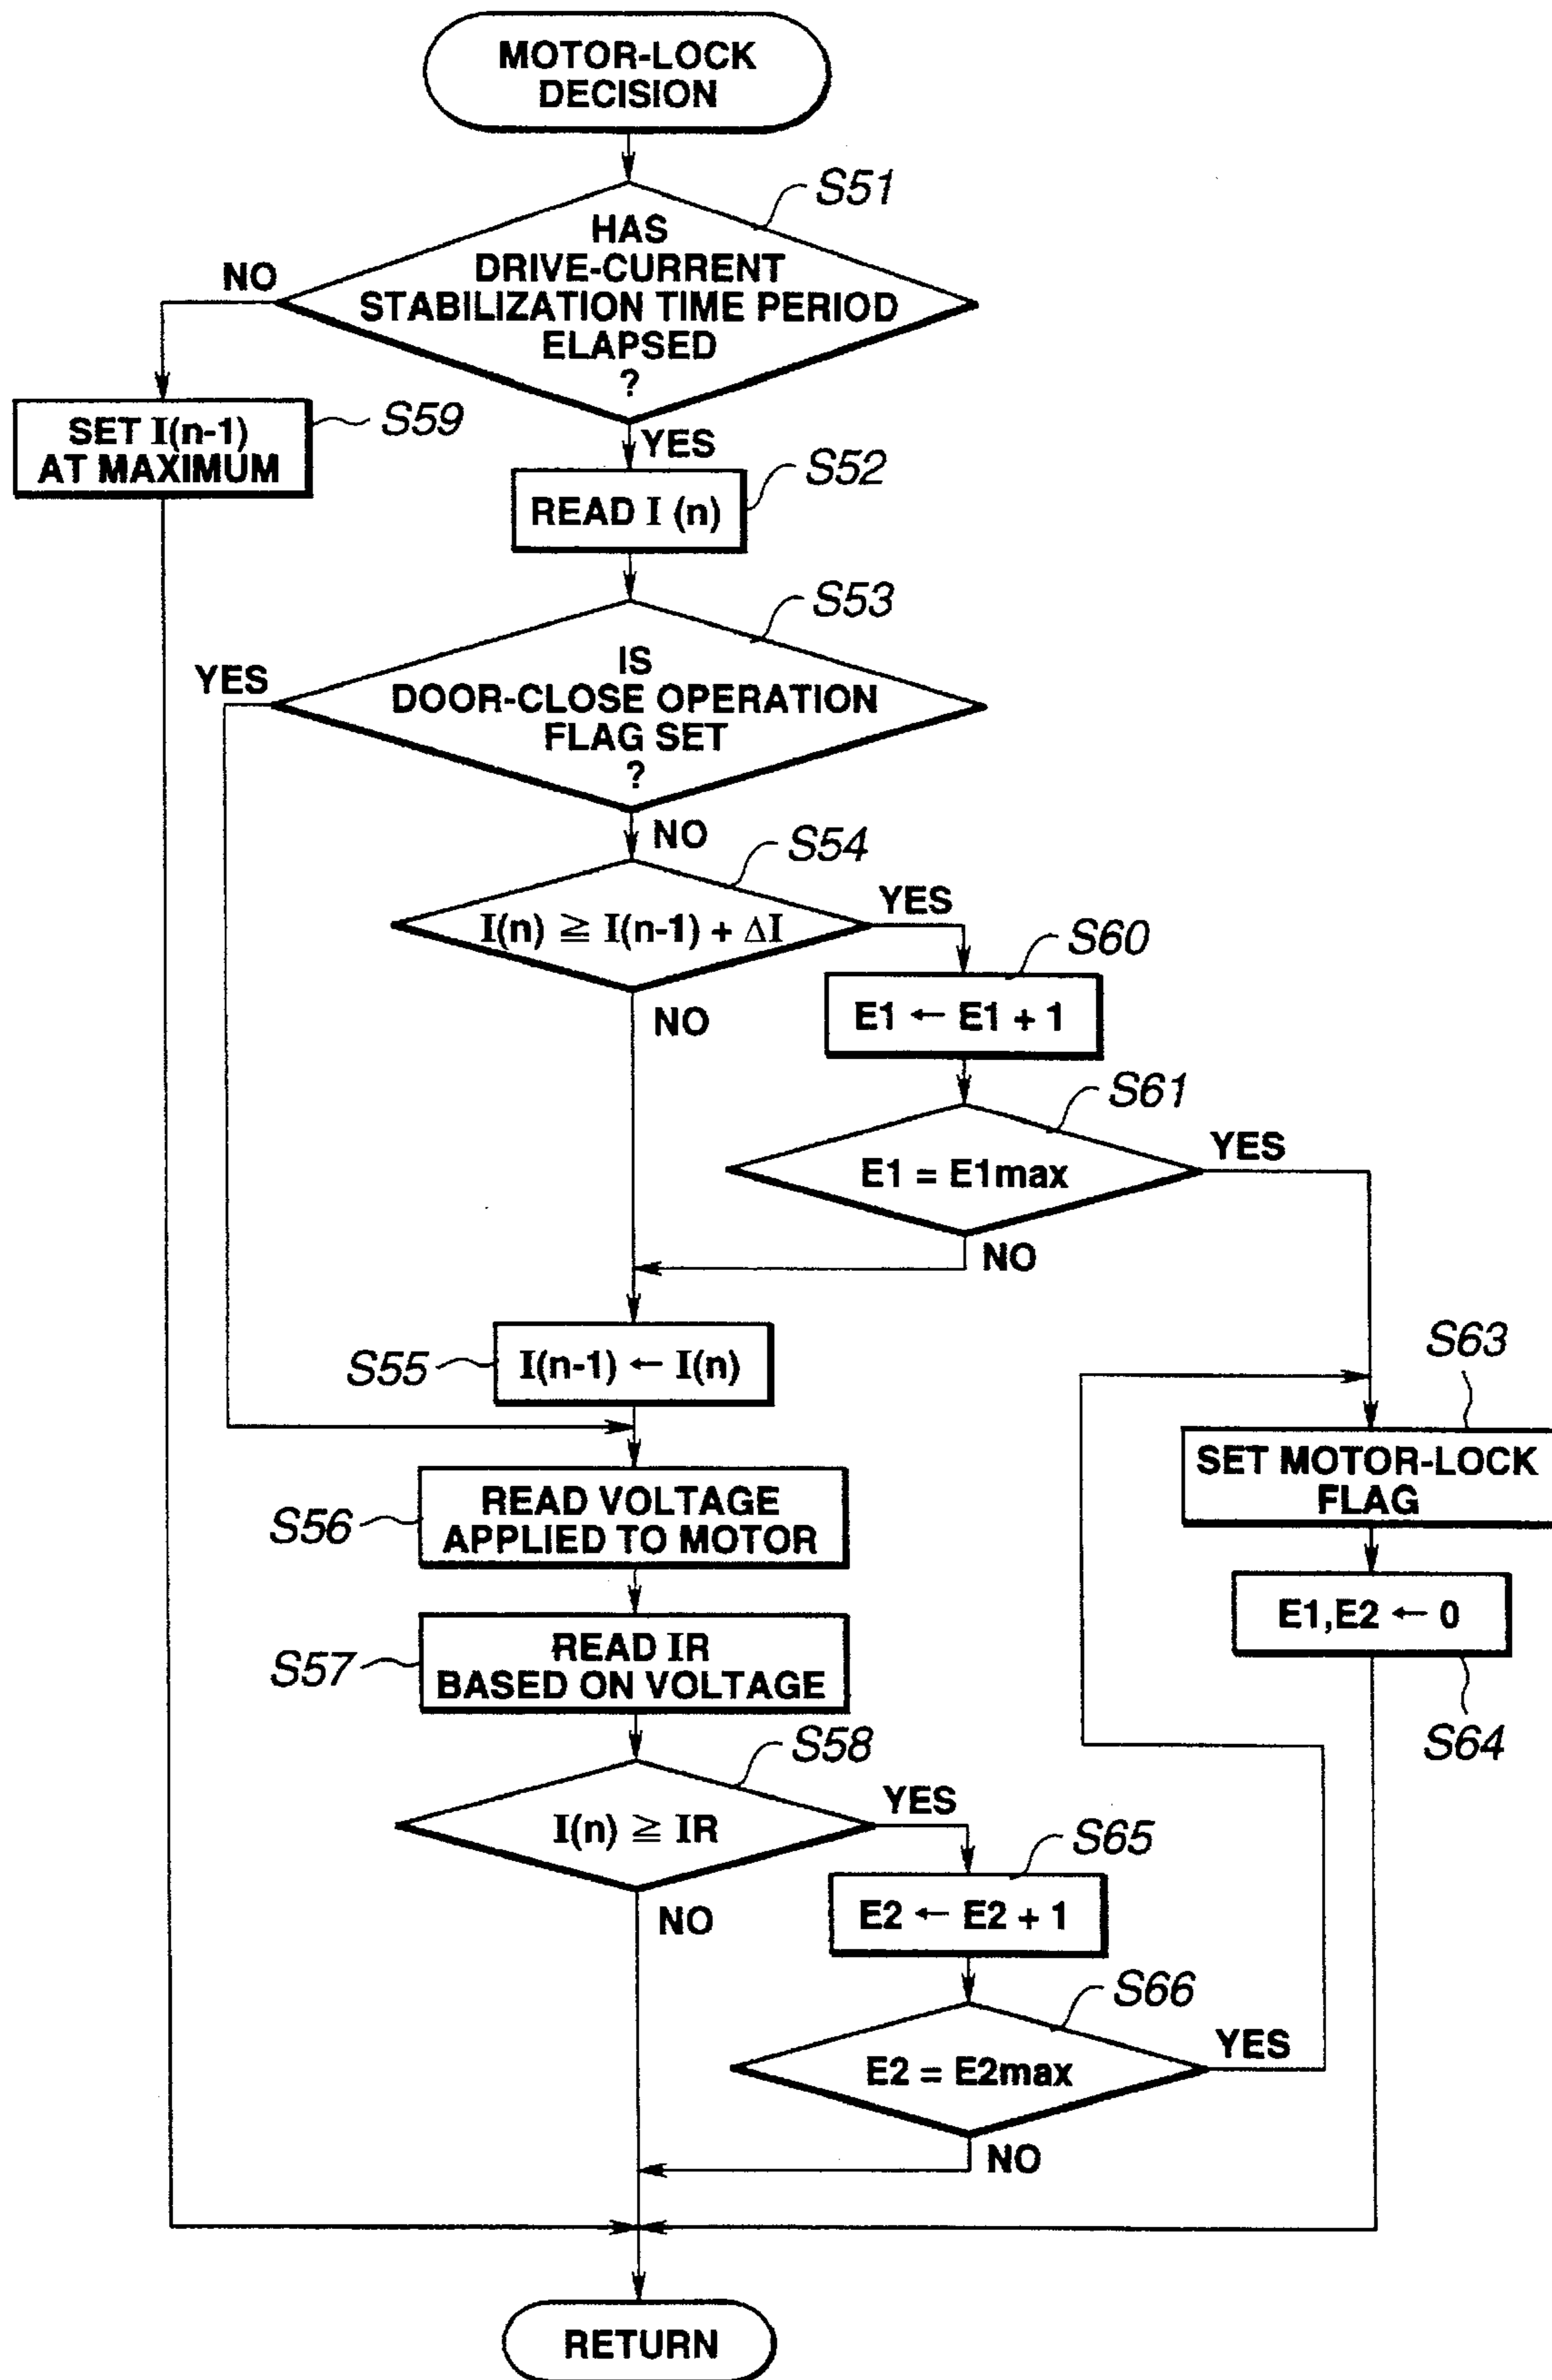 MOTOR-LOCK
DECISION
S51
HAS
DRIVE-CURRENT
STABILIZATION TIME PERIOD
ELAPSED
?
NO
YES
S59
SET I(n-1)
AT MAXIMUM
S52
READ I (n)
S53
IS
DOOR-CLOSE OPERATION
FLAG SET
?
YES
NO
S54
I(n) ≧ I(n-1) + ΔI
YES
NO
S60
E1 ← E1 + 1
S61
E1 = E1max
YES
NO
S55
I(n-1) ← I(n)
S63
SET MOTOR-LOCK
FLAG
S56
READ VOLTAGE
APPLIED TO MOTOR
E1,E2 ← 0
S64
S57
READ IR
BASED ON VOLTAGE
S58
I(n) ≧ IR
YES
NO
S65
E2 ← E2 + 1
S66
E2 = E2max
YES
NO
RETURN